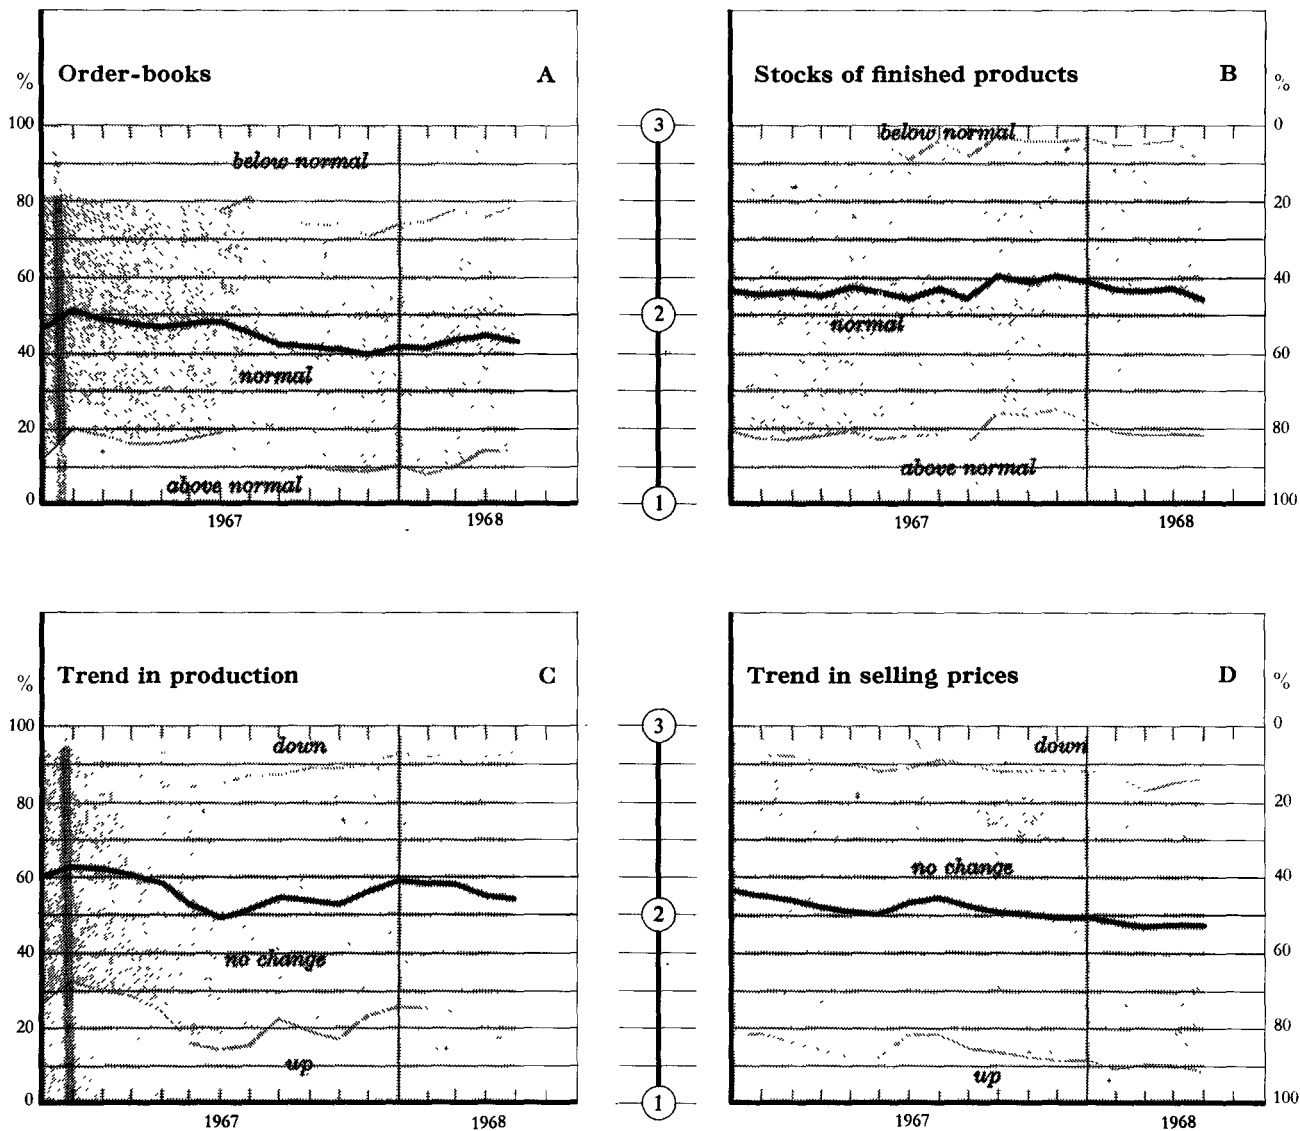 Order-books A
%
100
80
60
40
20
0
below normal
normal
above normal
1967 1968
3
2
1
Stocks of finished products B
%
0
20
40
60
80
100
below normal
normal
above normal
1967 1968
Trend in production C
%
100
80
60
40
20
0
down
no change
up
1967 1968
3
2
1
Trend in selling prices D
%
0
20
40
60
80
100
down
no change
up
1967 1968